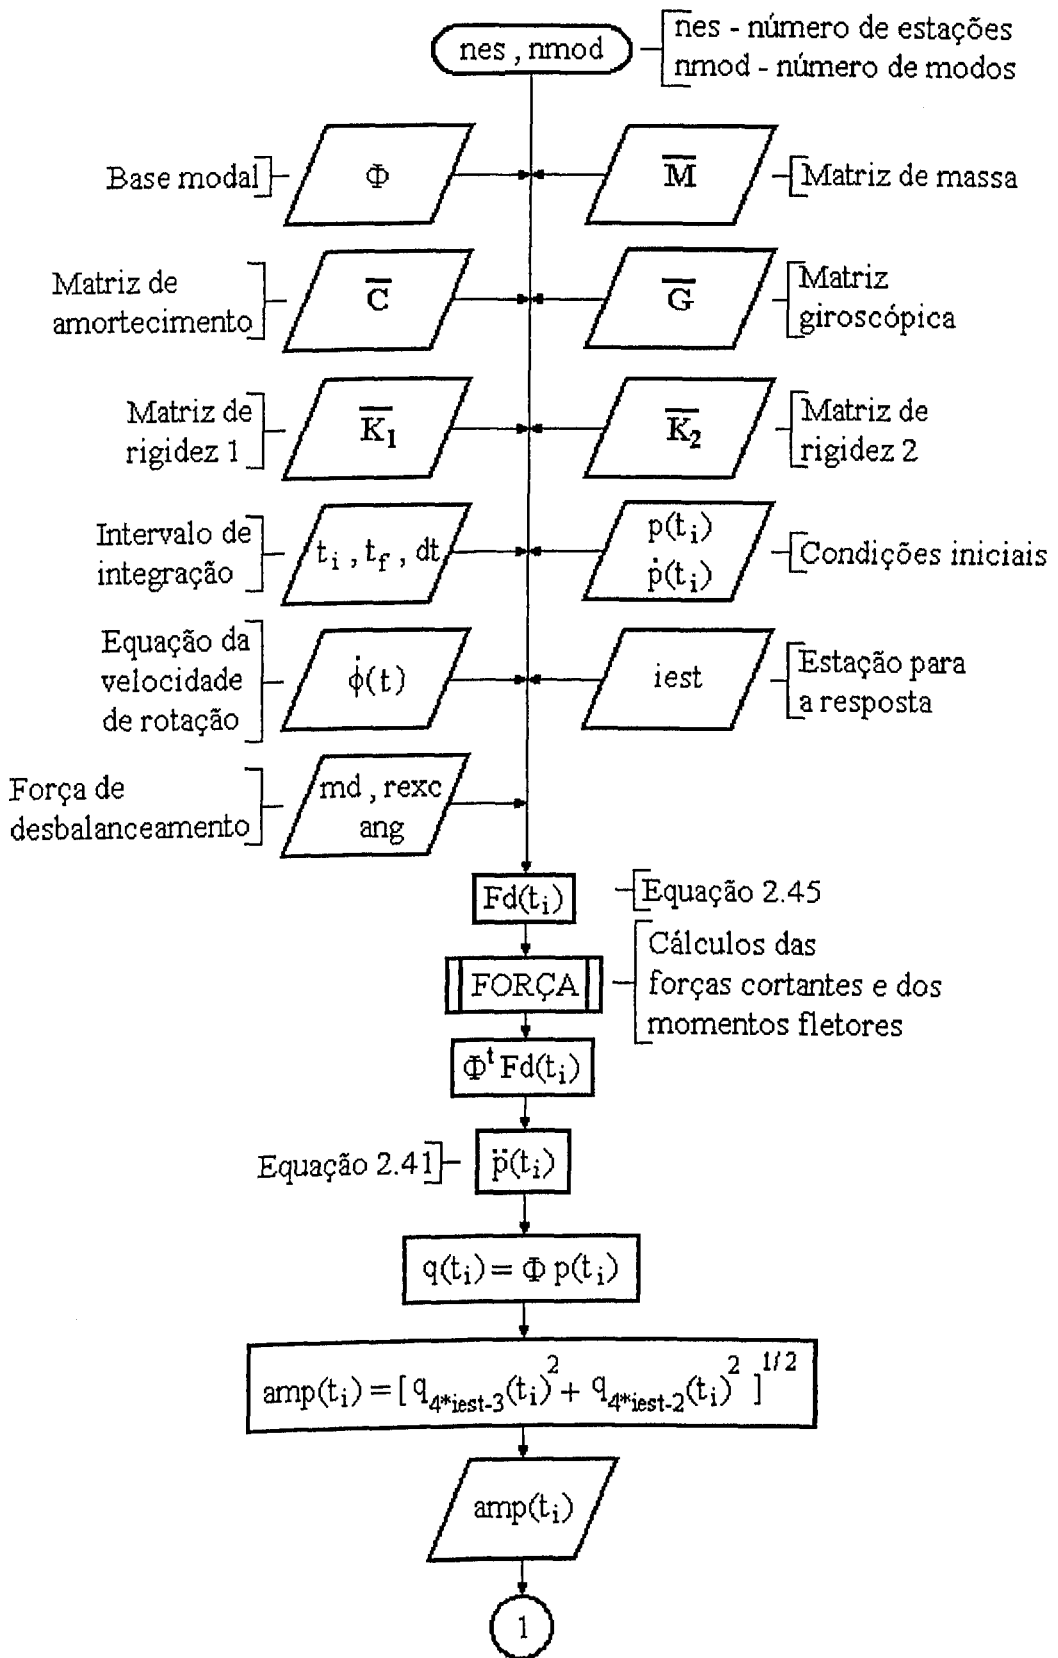 nes , nmod
nes - número de estações
nmod - número de modos
Base modal
Φ
M̅
Matriz de massa
Matriz de
amortecimento
C̅
G̅
Matriz
giroscópica
Matriz de
rigidez 1
K̅₁
K̅₂
Matriz de
rigidez 2
Intervalo de
integração
tᵢ , t_f , dt
p(tᵢ)
ṗ(tᵢ)
Condições iniciais
Equação da
velocidade
de rotação
ϕ̇(t)
iest
Estação para
a resposta
Força de
desbalanceamento
md , rexc
ang
Fd(tᵢ)
Equação 2.45
FORÇA
Cálculos das
forças cortantes e dos
momentos fletores
Φᵗ Fd(tᵢ)
Equação 2.41
p̈(tᵢ)
q(tᵢ) = Φ p(tᵢ)
amp(tᵢ) = [ q_{4*iest-3}(tᵢ)² + q_{4*iest-2}(tᵢ)² ]^{1/2}
amp(tᵢ)
1